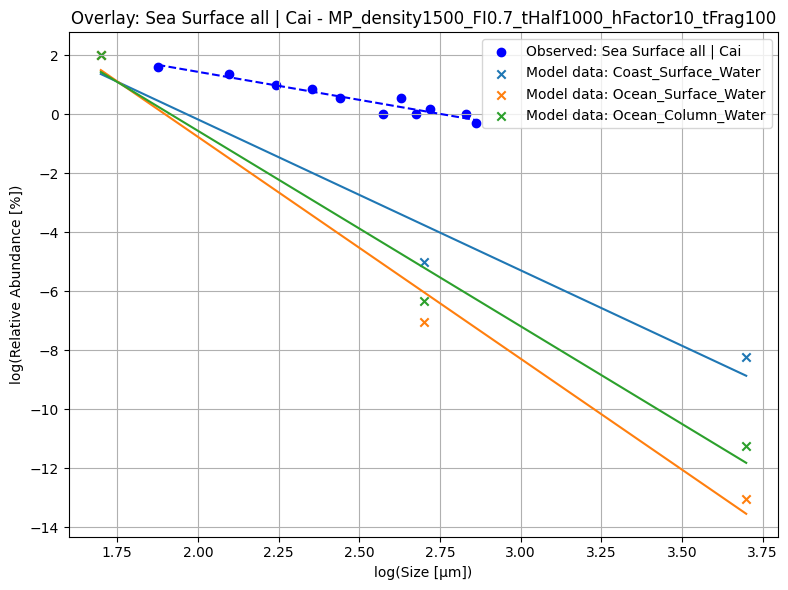 Overlay: Sea Surface all | Cai - MP_density1500_FI0.7_tHalf1000_hFactor10_tFrag100
Observed: Sea Surface all | Cai
Model data: Coast_Surface_Water
Model data: Ocean_Surface_Water
Model data: Ocean_Column_Water
log(Relative Abundance [%])
2
0
−2
−4
−6
−8
−10
−12
−14
1.75 2.00 2.25 2.50 2.75 3.00 3.25 3.50 3.75
log(Size [μm])